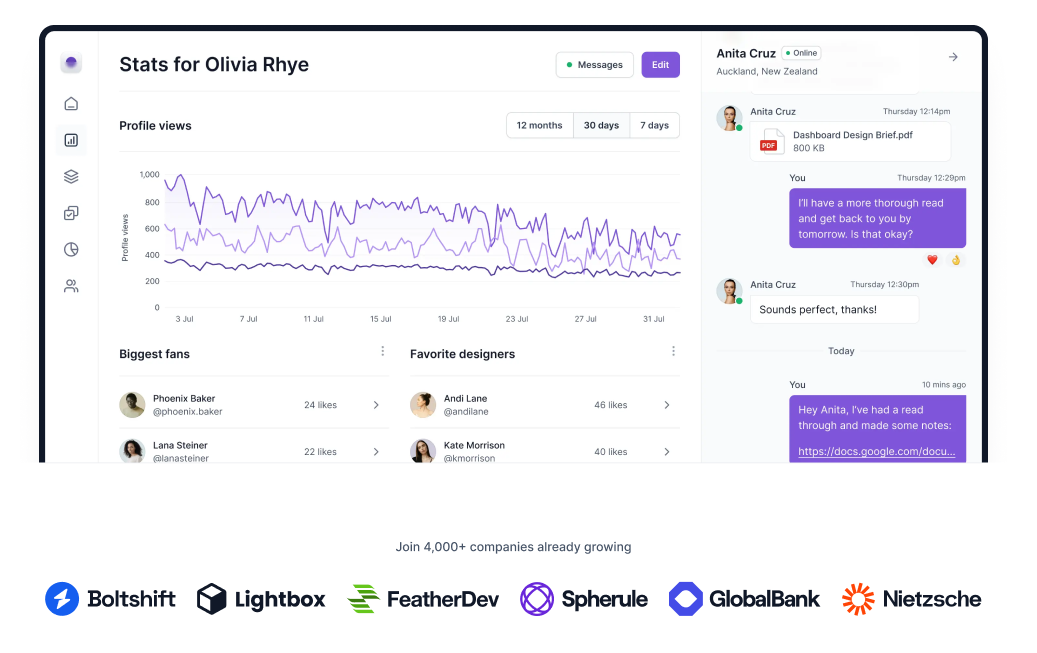 Stats for Olivia Rhye
Messages
Edit
Profile views
12 months
30 days
7 days
Profile views
1,000
800
600
400
200
0
3 Jul
7 Jul
11 Jul
15 Jul
19 Jul
23 Jul
27 Jul
31 Jul
Biggest fans
Phoenix Baker
@phoenix.baker
24 likes
Lana Steiner
@lanasteiner
22 likes
Favorite designers
Andi Lane
@andilane
46 likes
Kate Morrison
@kmorrison
40 likes
Anita Cruz
Online
Auckland, New Zealand
Anita Cruz
Thursday 12:14pm
PDF
Dashboard Design Brief.pdf
800 KB
You
Thursday 12:29pm
I'll have a more thorough read
and get back to you by
tomorrow. Is that okay?
Anita Cruz
Thursday 12:30pm
Sounds perfect, thanks!
Today
You
10 mins ago
Hey Anita, I've had a read
through and made some notes:
https://docs.google.com/docu...
Join 4,000+ companies already growing
Boltshift
Lightbox
FeatherDev
Spherule
GlobalBank
Nietzsche